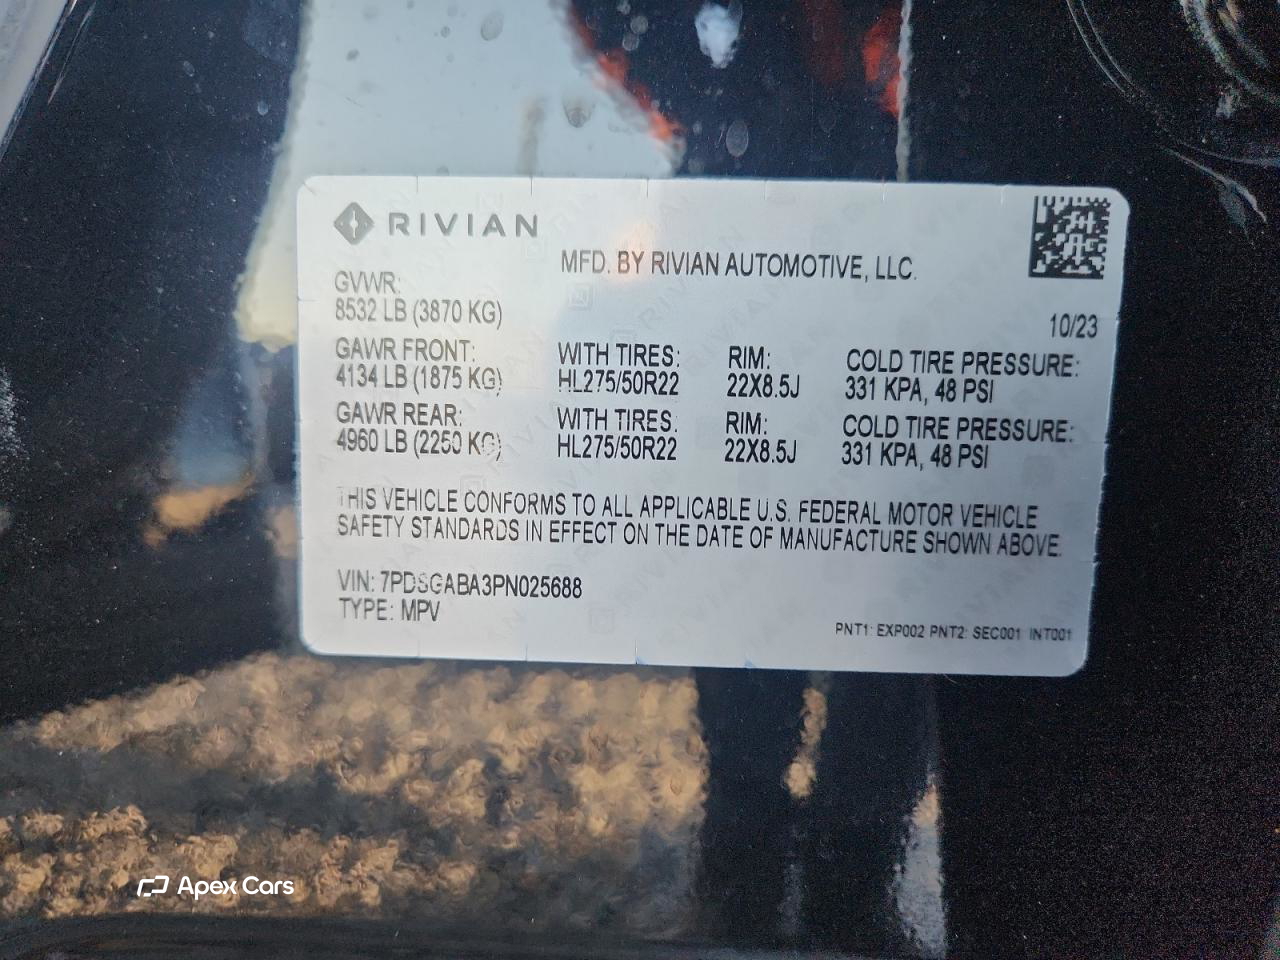 RIVIAN
MFD. BY RIVIAN AUTOMOTIVE, LLC.
GVWR:
8532 LB (3870 KG)
10/23
GAWR FRONT: WITH TIRES: RIM: COLD TIRE PRESSURE:
4134 LB (1875 KG) HL275/50R22 22X8.5J 331 KPA, 48 PSI
GAWR REAR: WITH TIRES: RIM: COLD TIRE PRESSURE:
4960 LB (2250 KG) HL275/50R22 22X8.5J 331 KPA, 48 PSI
THIS VEHICLE CONFORMS TO ALL APPLICABLE U.S. FEDERAL MOTOR VEHICLE
SAFETY STANDARDS IN EFFECT ON THE DATE OF MANUFACTURE SHOWN ABOVE.
VIN: 7PDSGABA3PN025688
TYPE: MPV
PNT1: EXP002 PNT2: SEC001 INT001
Apex Cars